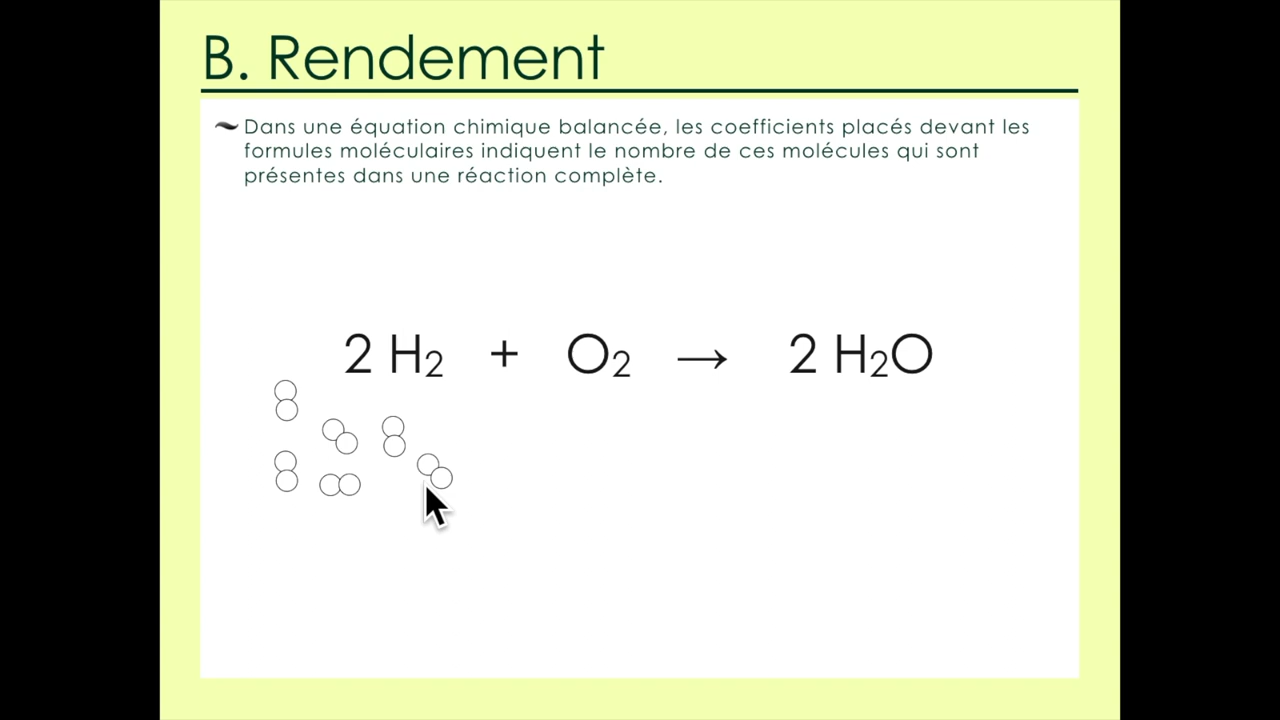 B. Rendement
Dans une équation chimique balancée, les coefficients placés devant les
formules moléculaires indiquent le nombre de ces molécules qui sont
présentes dans une réaction complète.
2 H₂ + O₂ → 2 H₂O